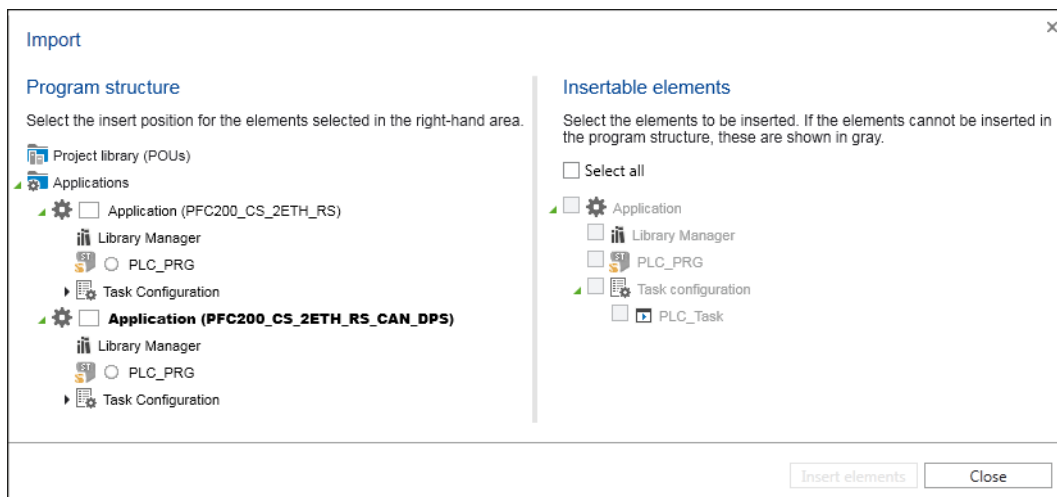 Import
Program structure
Select the insert position for the elements selected in the right-hand area.
Project library (POUs)
Applications
Application (PFC200_CS_2ETH_RS)
Library Manager
PLC_PRG
Task Configuration
Application (PFC200_CS_2ETH_RS_CAN_DPS)
Library Manager
PLC_PRG
Task Configuration
Insertable elements
Select the elements to be inserted. If the elements cannot be inserted in
the program structure, these are shown in gray.
Select all
Application
Library Manager
PLC_PRG
Task configuration
PLC_Task
Insert elements
Close